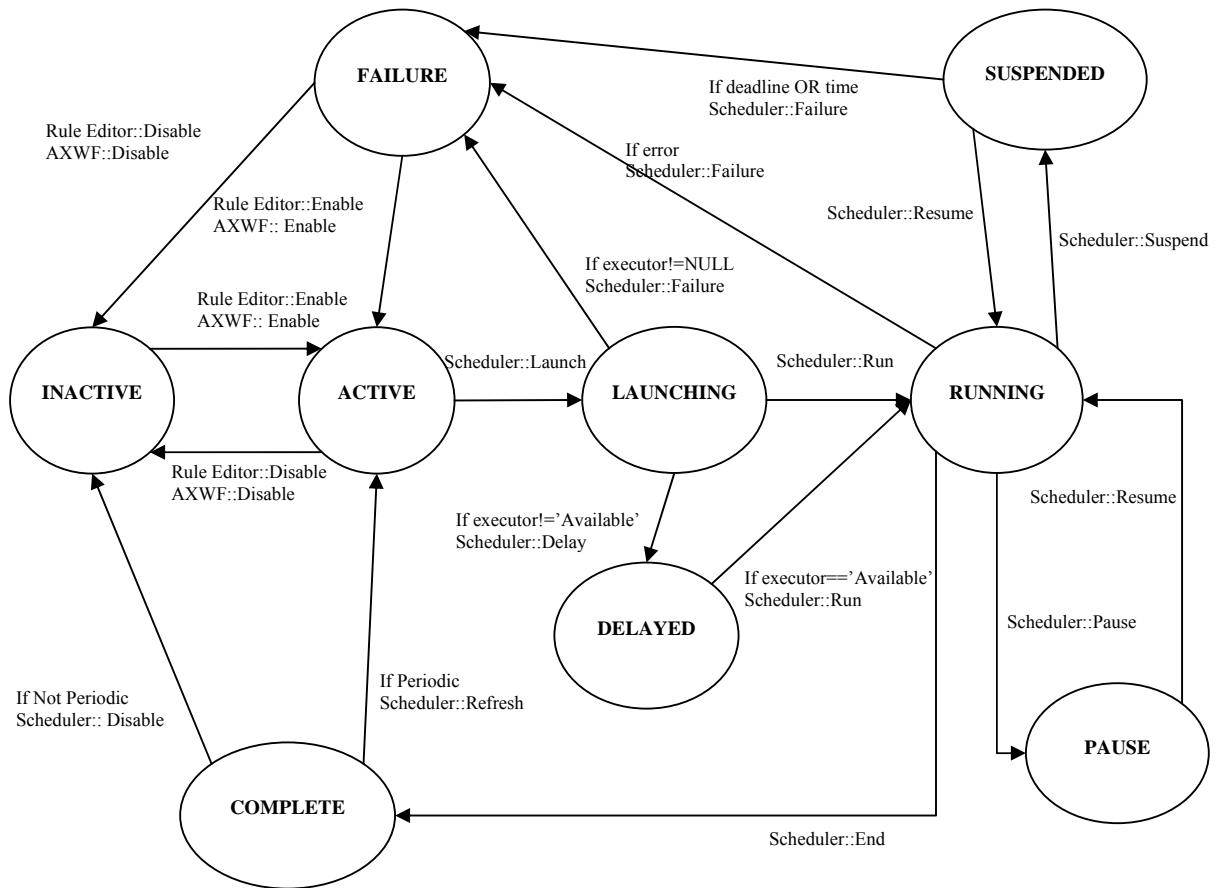 FAILURE
SUSPENDED
If deadline OR time
Scheduler::Failure
Rule Editor::Disable
AXWF::Disable
If error
Scheduler::Failure
Rule Editor::Enable
AXWF:: Enable
Scheduler::Resume
Scheduler::Suspend
If executor!=NULL
Scheduler::Failure
Rule Editor::Enable
AXWF:: Enable
Scheduler::Launch
Scheduler::Run
INACTIVE
ACTIVE
LAUNCHING
RUNNING
Rule Editor::Disable
AXWF::Disable
Scheduler::Resume
If executor!=’Available’
Scheduler::Delay
If executor==’Available’
Scheduler::Run
DELAYED
Scheduler::Pause
If Not Periodic
Scheduler:: Disable
If Periodic
Scheduler::Refresh
PAUSE
COMPLETE
Scheduler::End